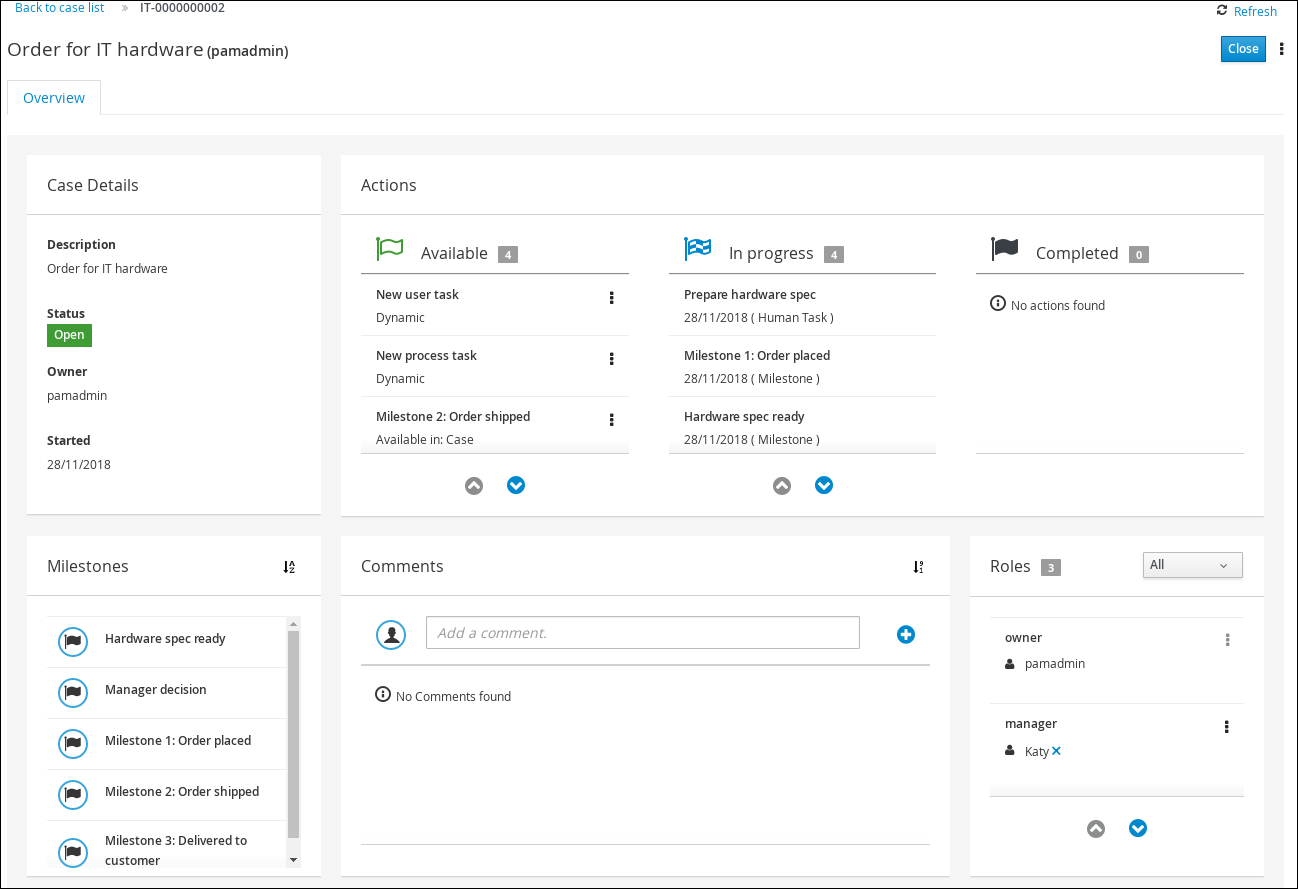 Back to case list » IT-0000000002
Refresh
Order for IT hardware (pamadmin)
Close
Overview
Case Details
Description
Order for IT hardware
Status
Open
Owner
pamadmin
Started
28/11/2018
Actions
Available 4
New user task
Dynamic
New process task
Dynamic
Milestone 2: Order shipped
Available in: Case
In progress 4
Prepare hardware spec
28/11/2018 ( Human Task )
Milestone 1: Order placed
28/11/2018 ( Milestone )
Hardware spec ready
28/11/2018 ( Milestone )
Completed 0
No actions found
Milestones
Hardware spec ready
Manager decision
Milestone 1: Order placed
Milestone 2: Order shipped
Milestone 3: Delivered to
customer
Comments
Add a comment.
No Comments found
Roles 3
All
owner
pamadmin
manager
Katy